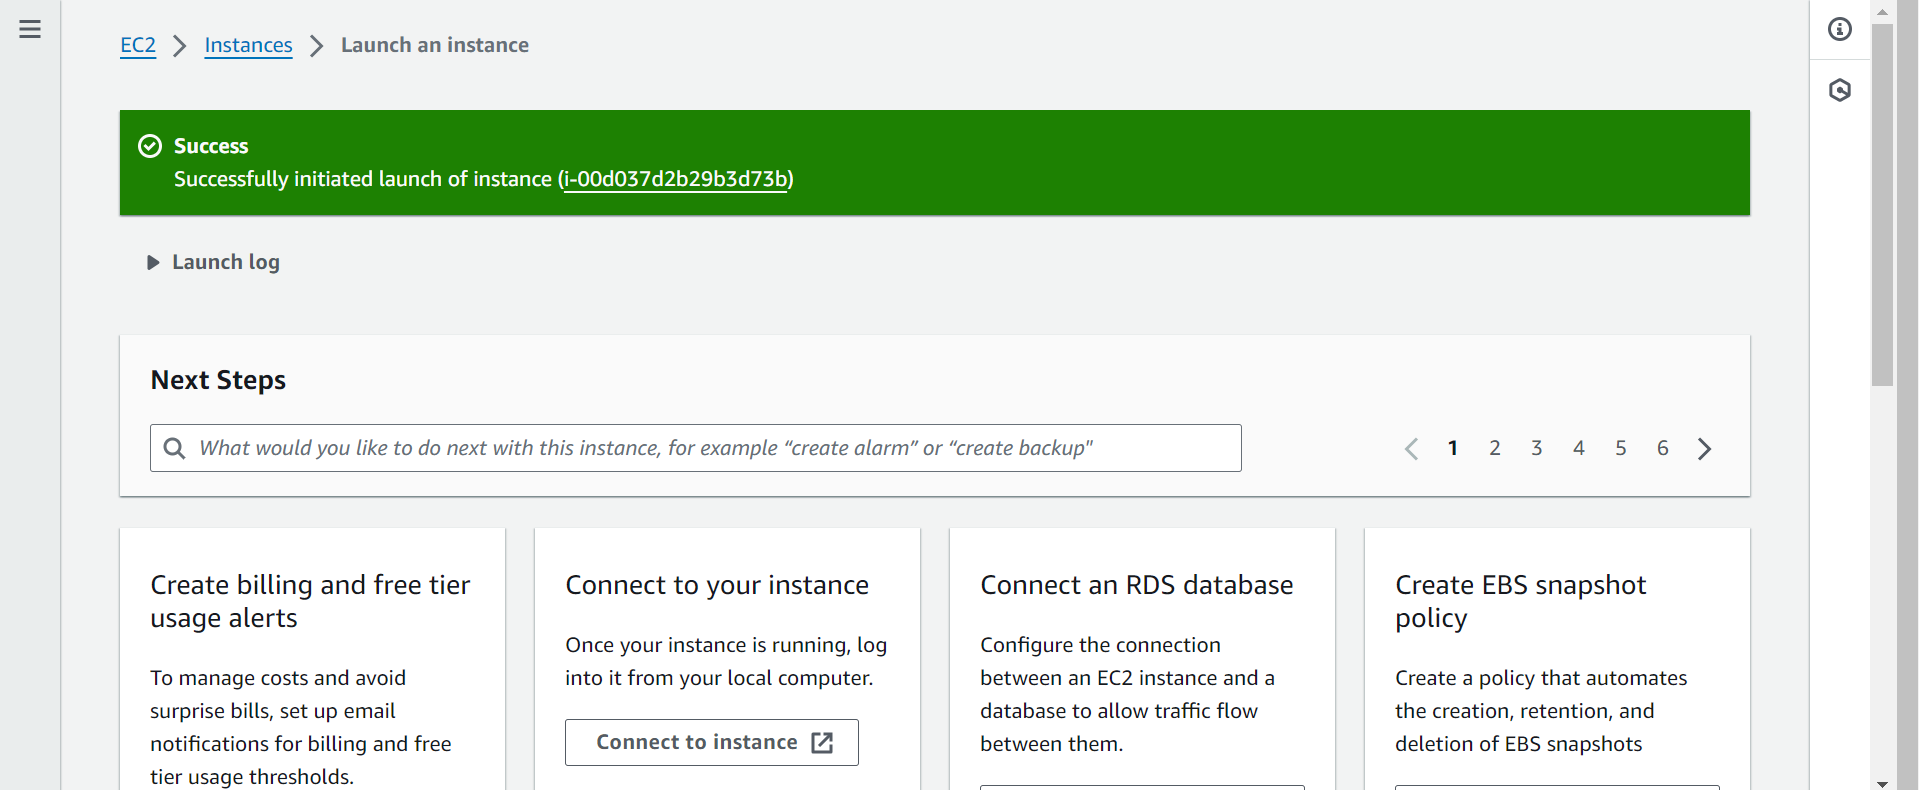 EC2 Instances Launch an instance
Success
Successfully initiated launch of instance (i-00d037d2b29b3d73b)
Launch log
Next Steps
What would you like to do next with this instance, for example “create alarm” or “create backup"
1 2 3 4 5 6
Create billing and free tier
usage alerts
To manage costs and avoid
surprise bills, set up email
notifications for billing and free
tier usage thresholds.
Connect to your instance
Once your instance is running, log
into it from your local computer.
Connect to instance
Connect an RDS database
Configure the connection
between an EC2 instance and a
database to allow traffic flow
between them.
Create EBS snapshot
policy
Create a policy that automates
the creation, retention, and
deletion of EBS snapshots